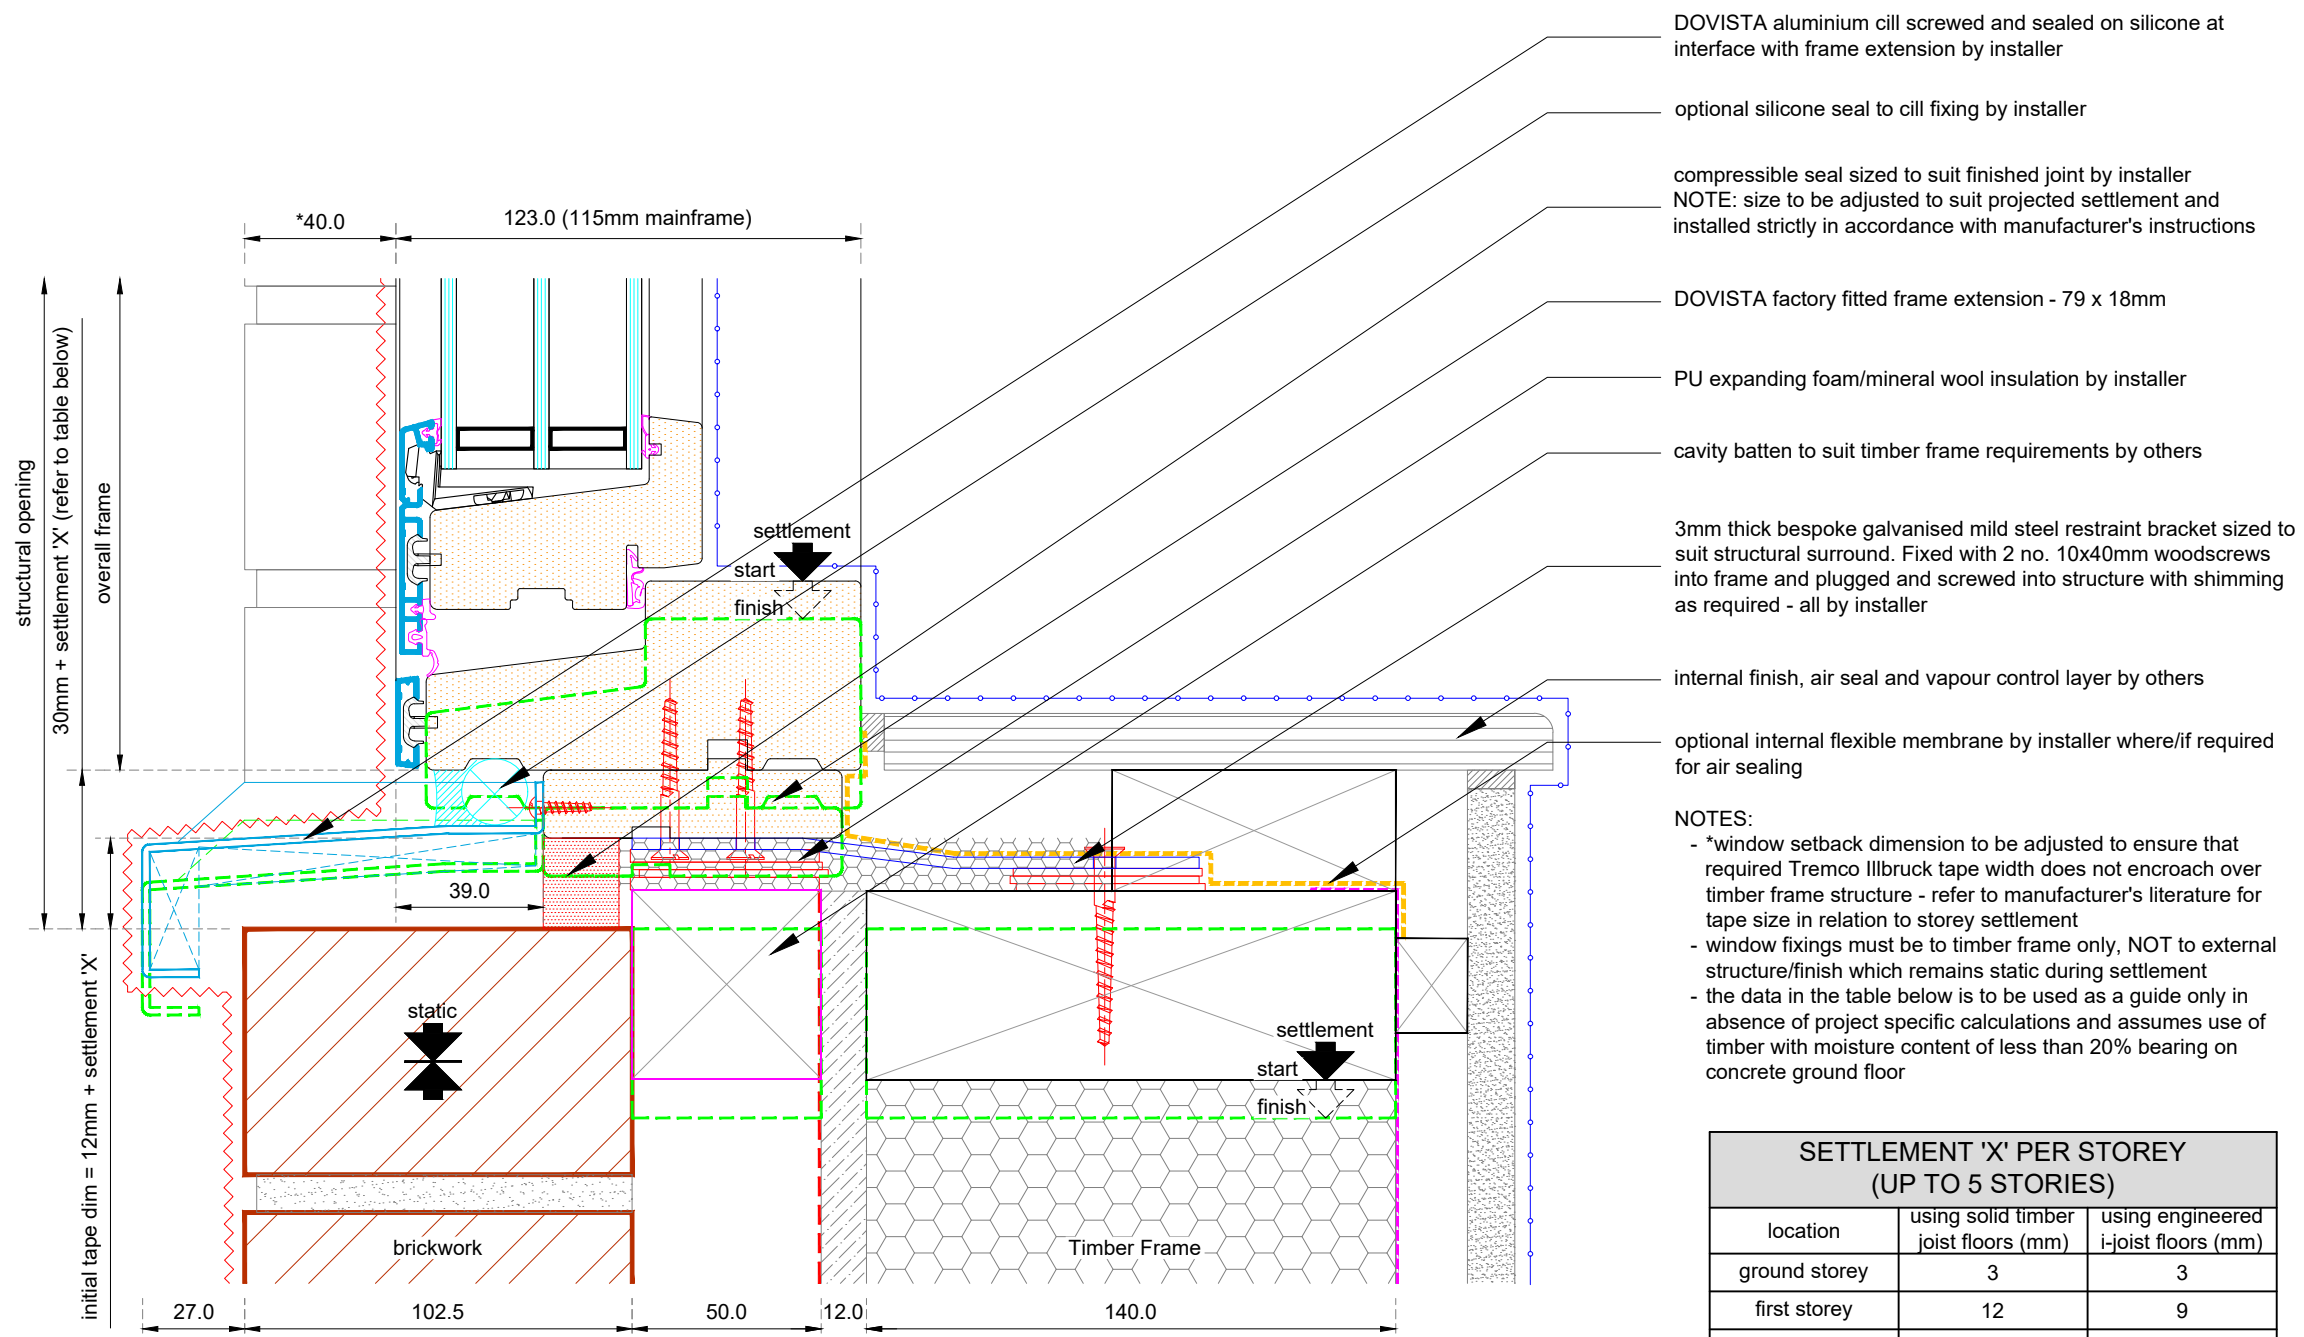 DOVISTA aluminium cill screwed and sealed on silicone at
interface with frame extension by installer
optional silicone seal to cill fixing by installer
compressible seal sized to suit finished joint by installer
NOTE: size to be adjusted to suit projected settlement and
installed strictly in accordance with manufacturer's instructions
DOVISTA factory fitted frame extension - 79 x 18mm
PU expanding foam/mineral wool insulation by installer
cavity batten to suit timber frame requirements by others
3mm thick bespoke galvanised mild steel restraint bracket sized to
suit structural surround. Fixed with 2 no. 10x40mm woodscrews
into frame and plugged and screwed into structure with shimming
as required - all by installer
internal finish, air seal and vapour control layer by others
optional internal flexible membrane by installer where/if required
for air sealing
NOTES:
- *window setback dimension to be adjusted to ensure that
required Tremco Illbruck tape width does not encroach over
timber frame structure - refer to manufacturer's literature for
tape size in relation to storey settlement
- window fixings must be to timber frame only, NOT to external
structure/finish which remains static during settlement
- the data in the table below is to be used as a guide only in
absence of project specific calculations and assumes use of
timber with moisture content of less than 20% bearing on
concrete ground floor
SETTLEMENT 'X' PER STOREY
(UP TO 5 STORIES)
location
using solid timber
joist floors (mm)
using engineered
i-joist floors (mm)
ground storey 3 3
first storey 12 9
*40.0
123.0 (115mm mainframe)
structural opening
30mm + settlement 'X' (refer to table below)
overall frame
initial tape dim = 12mm + settlement 'X'
settlement
start
finish
39.0
static
settlement
start
finish
brickwork
Timber Frame
27.0
102.5
50.0
12.0
140.0